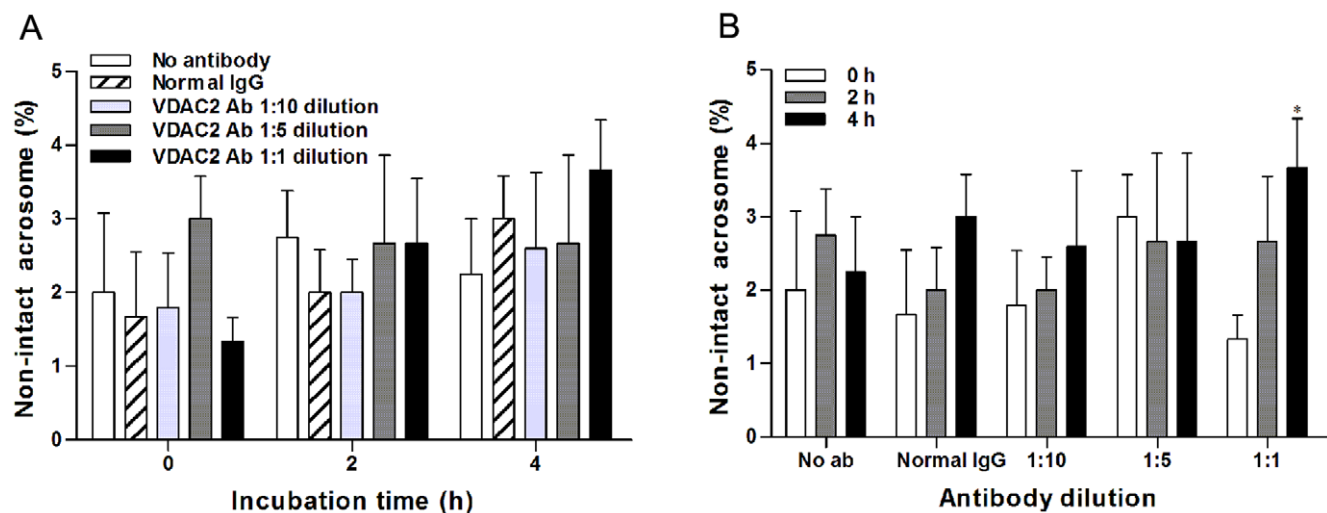 A
No antibody
Normal IgG
VDAC2 Ab 1:10 dilution
VDAC2 Ab 1:5 dilution
VDAC2 Ab 1:1 dilution
Non-intact acrosome (%)
5
4
3
2
1
0
0 2 4
Incubation time (h)
B
0 h
2 h
4 h
Non-intact acrosome (%)
5
4
3
2
1
0
*
No ab Normal IgG 1:10 1:5 1:1
Antibody dilution